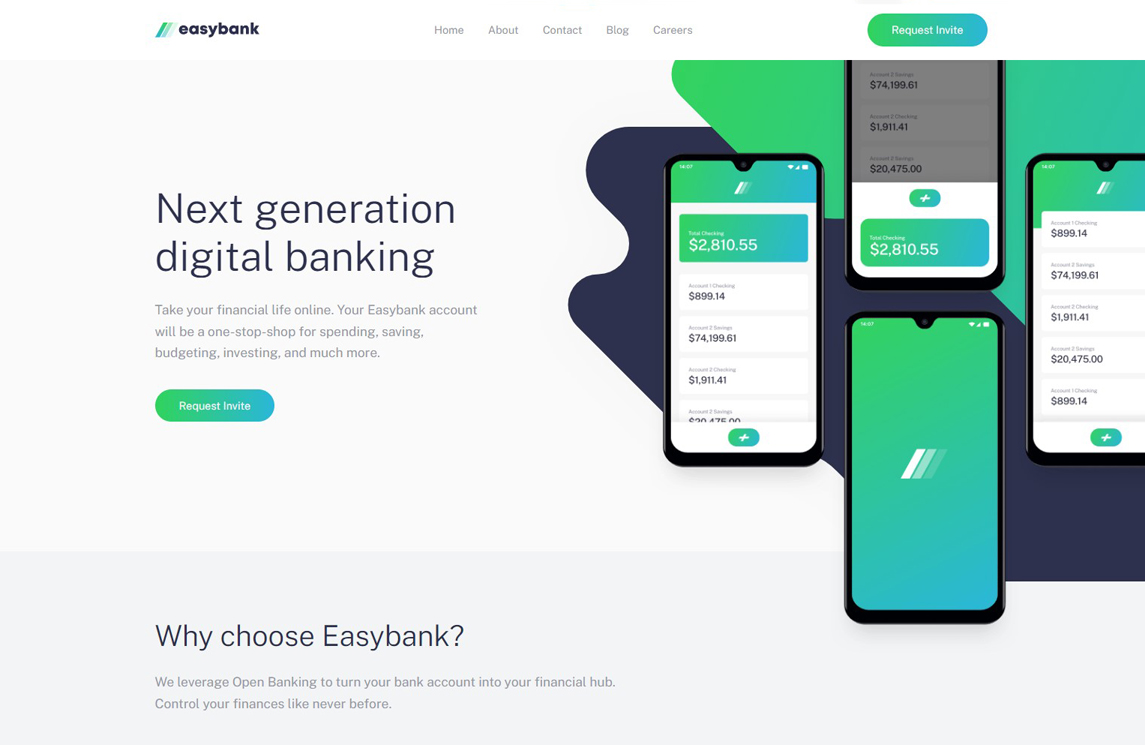 easybank
Home
About
Contact
Blog
Careers
Request Invite
Next generation
digital banking
Take your financial life online. Your Easybank account
will be a one-stop-shop for spending, saving,
budgeting, investing, and much more.
Request Invite
14:07
Total Checking
$2,810.55
Account 1 Checking
$899.14
Account 2 Savings
$74,199.61
Account 2 Checking
$1,911.41
Account 2 Savings
$20,475.00
Account 2 Savings
$74,199.61
Account 2 Checking
$1,911.41
Account 2 Savings
$20,475.00
Total Checking
$2,810.55
14:07
14:07
Account 1 Checking
$899.14
Account 2 Savings
$74,199.61
Account 2 Checking
$1,911.41
Account 2 Savings
$20,475.00
Account 1 Checking
$899.14
Why choose Easybank?
We leverage Open Banking to turn your bank account into your financial hub.
Control your finances like never before.